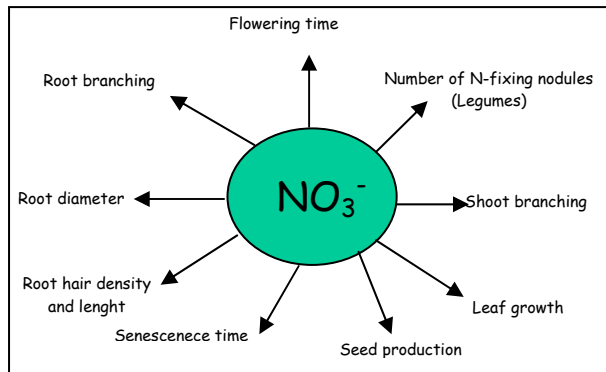 Flowering time
Root branching
Number of N-fixing nodules
(Legumes)
Root diameter
NO₃⁻
Shoot branching
Root hair density
and lenght
Leaf growth
Senescenece time
Seed production